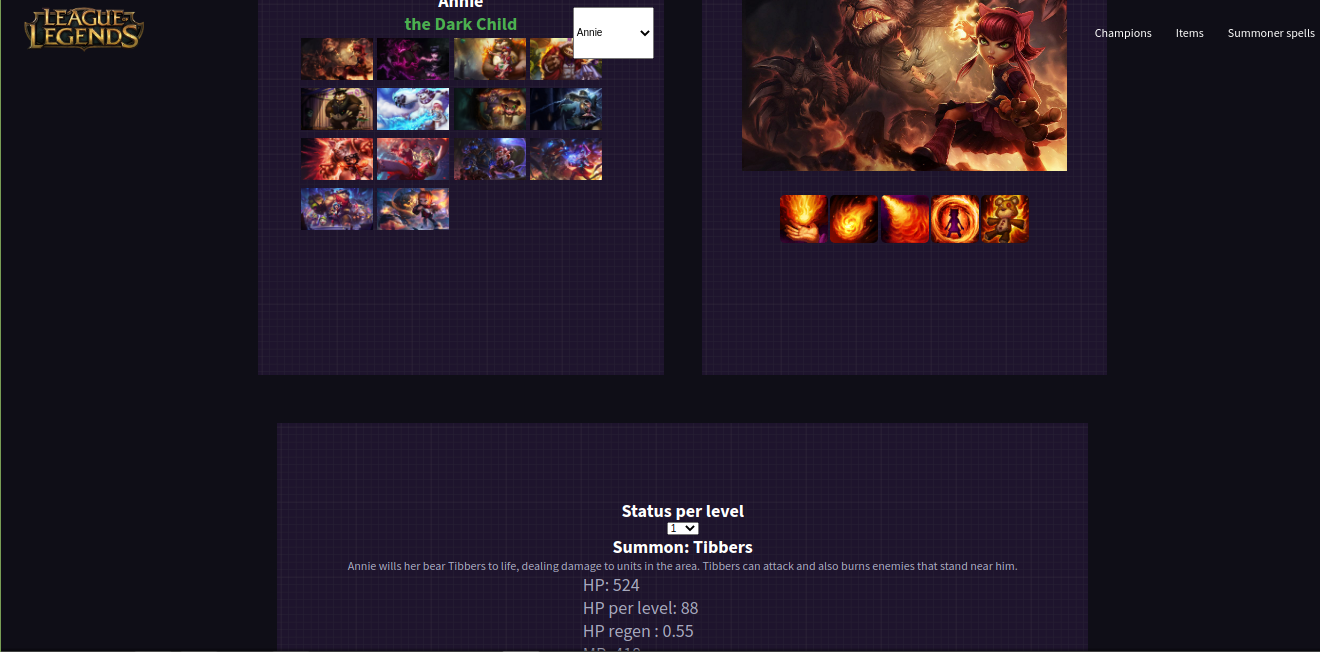 LEAGUE OF
LEGENDS
Champions
Items
Summoner spells
Annie
the Dark Child
Annie
Status per level
1
Summon: Tibbers
Annie wills her bear Tibbers to life, dealing damage to units in the area. Tibbers can attack and also burns enemies that stand near him.
HP: 524
HP per level: 88
HP regen : 0.55